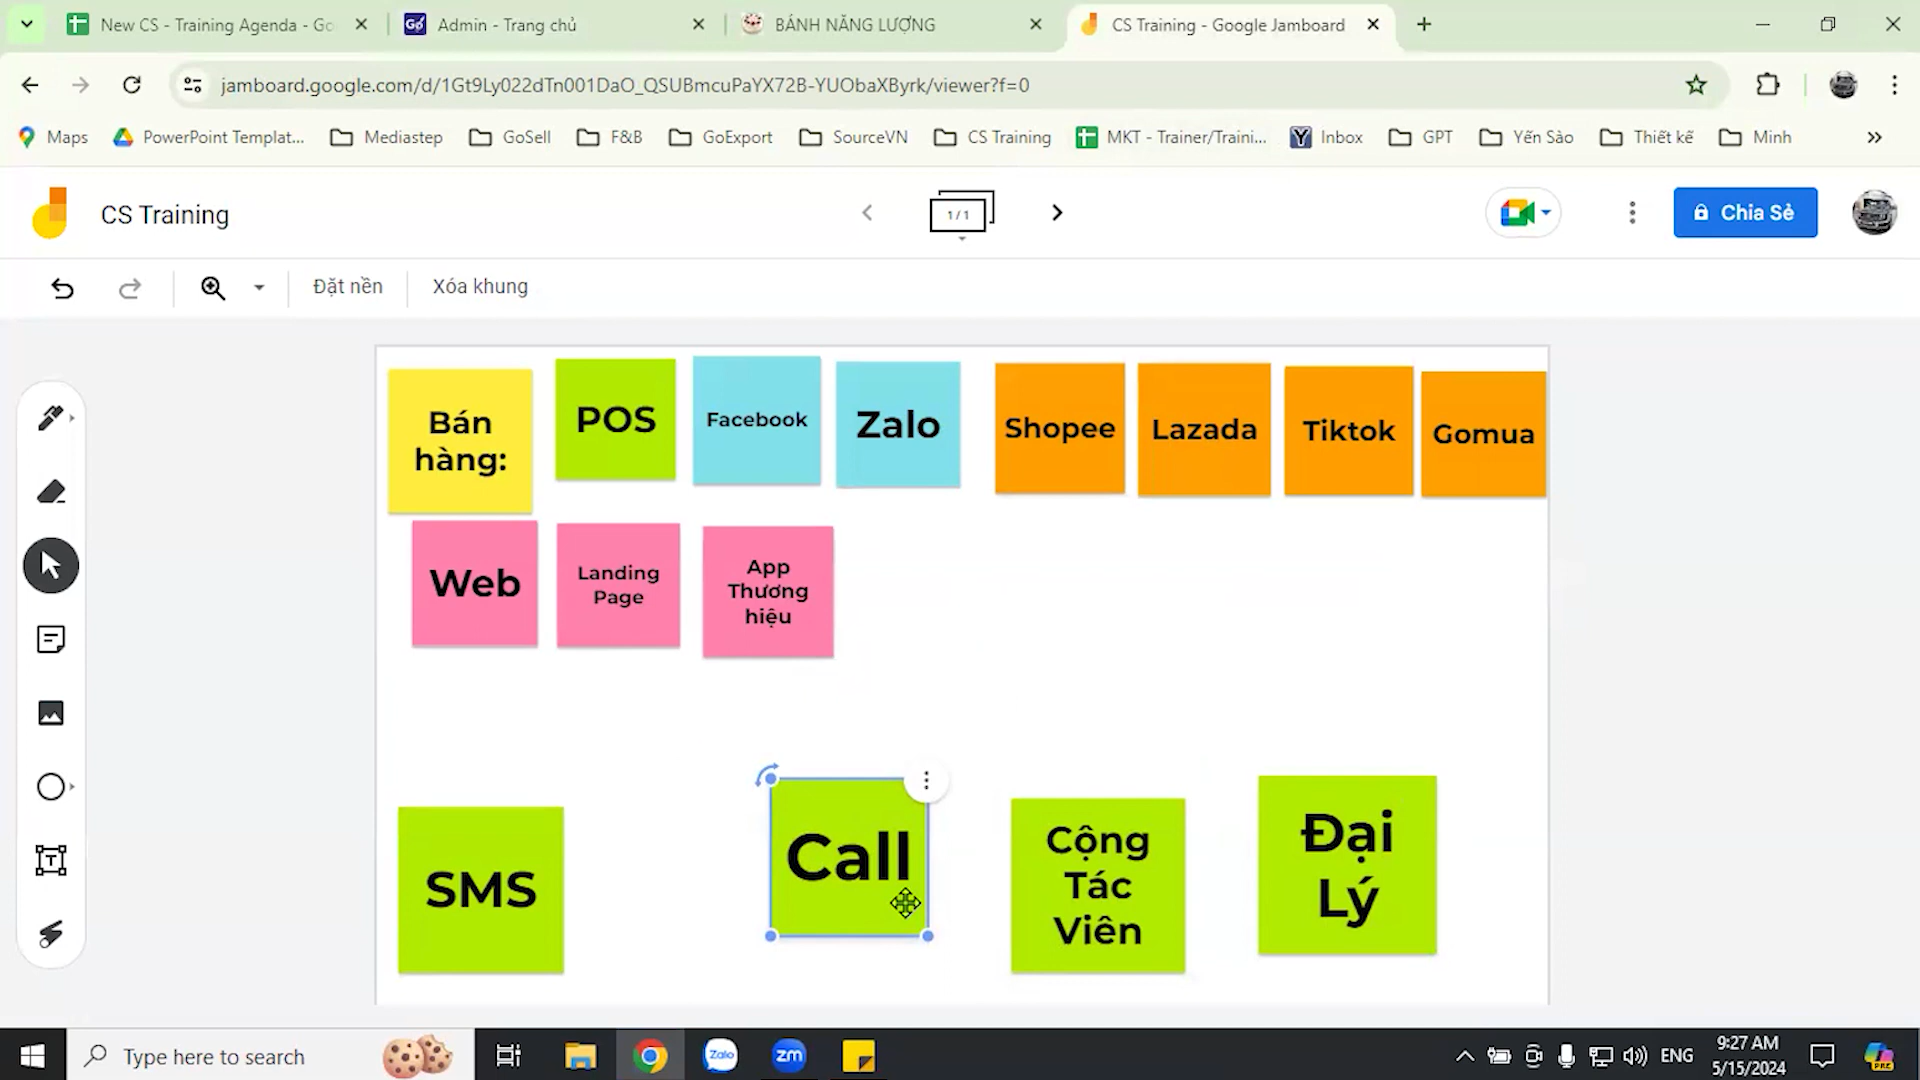 New CS - Training Agenda - Go
Admin - Trang chủ
BÁNH NĂNG LƯỢNG
CS Training - Google Jamboard
jamboard.google.com/d/1Gt9Ly022dTn001DaO_QSUBmcuPaYX72B-YUObaXByrk/viewer?f=0
Maps
PowerPoint Templat...
Mediastep
GoSell
F&B
GoExport
SourceVN
CS Training
MKT - Trainer/Traini...
Inbox
GPT
Yến Sào
Thiết kế
Minh
CS Training
1/1
Chia Sẻ
Đặt nền
Xóa khung
Bán
hàng:
POS
Facebook
Zalo
Shopee
Lazada
Tiktok
Gomua
Web
Landing
Page
App
Thương
hiệu
SMS
Call
Cộng
Tác
Viên
Đại
Lý
Type here to search
Zalo
zm
ENG
9:27 AM
5/15/2024
PRE